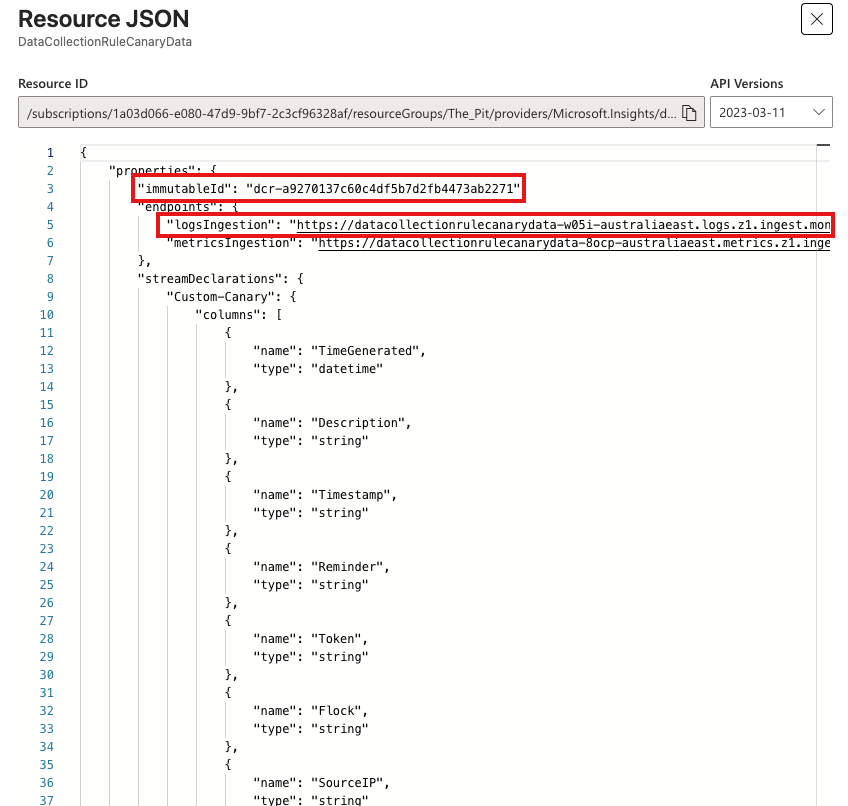 Resource JSON
DataCollectionRuleCanaryData
Resource ID
API Versions
/subscriptions/1a03d066-e080-47d9-9bf7-2c3cf96328af/resourceGroups/The_Pit/providers/Microsoft.Insights/d...
2023-03-11
1 {
2 "properties": {
3 "immutableId": "dcr-a9270137c60c4df5b7d2fb4473ab2271"
4 "endpoints": {
5 "logsIngestion": "https://datacollectionrulecanarydata-w05i-australiaeast.logs.z1.ingest.mon
6 "metricsIngestion": "https://datacollectionrulecanarydata-8ocp-australiaeast.metrics.z1.inge
7 },
8 "streamDeclarations": {
9 "Custom-Canary": {
10 "columns": [
11 {
12 "name": "TimeGenerated",
13 "type": "datetime"
14 },
15 {
16 "name": "Description",
17 "type": "string"
18 },
19 {
20 "name": "Timestamp",
21 "type": "string"
22 },
23 {
24 "name": "Reminder",
25 "type": "string"
26 },
27 {
28 "name": "Token",
29 "type": "string"
30 },
31 {
32 "name": "Flock",
33 "type": "string"
34 },
35 {
36 "name": "SourceIP",
37 "type": "string"